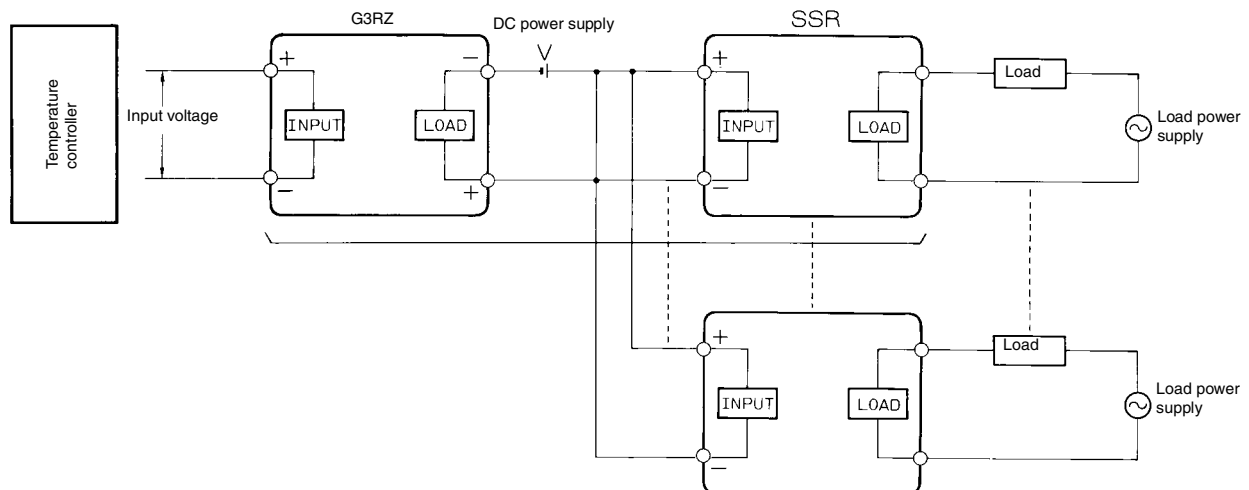 G3RZ
DC power supply
SSR
Temperature
controller
Input voltage
+
−
INPUT
−
+
LOAD
+
−
INPUT
LOAD
Load
Load power
supply
+
−
INPUT
LOAD
Load
Load power
supply